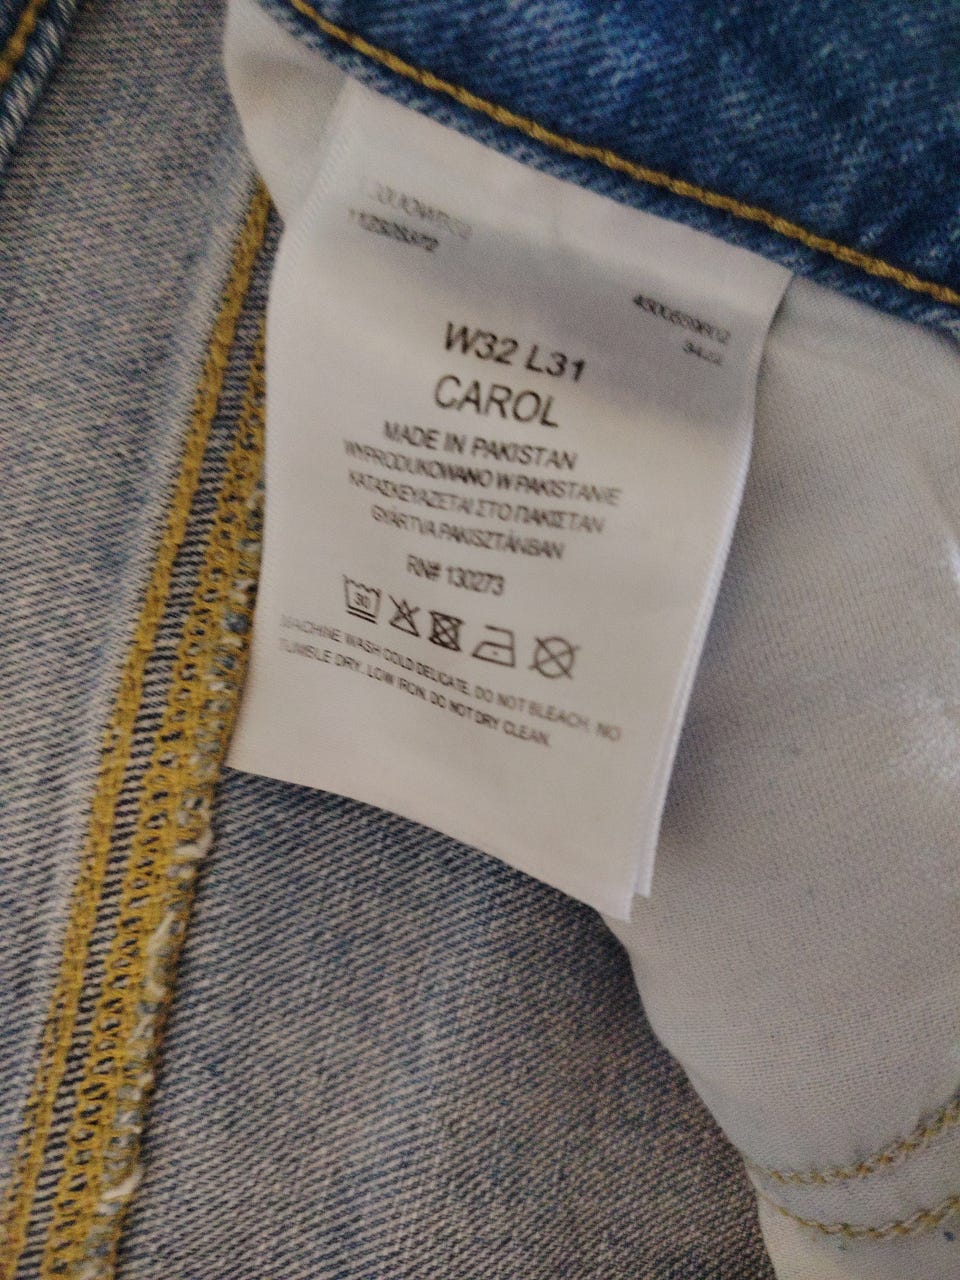 W32 L31
CAROL
MADE IN PAKISTAN
WYPRODUKOWANO W PAKISTANIE
ΚΑΤΑΣΚΕΥΑΖΕΤΑΙ ΣΤΟ ΠΑΚΙΣΤΑΝ
GYÁRTVA PAKISZTÁNBAN
RN# 130273
30
MACHINE WASH COLD DELICATE. DO NOT BLEACH. NO
TUMBLE DRY. LOW IRON. DO NOT DRY CLEAN.